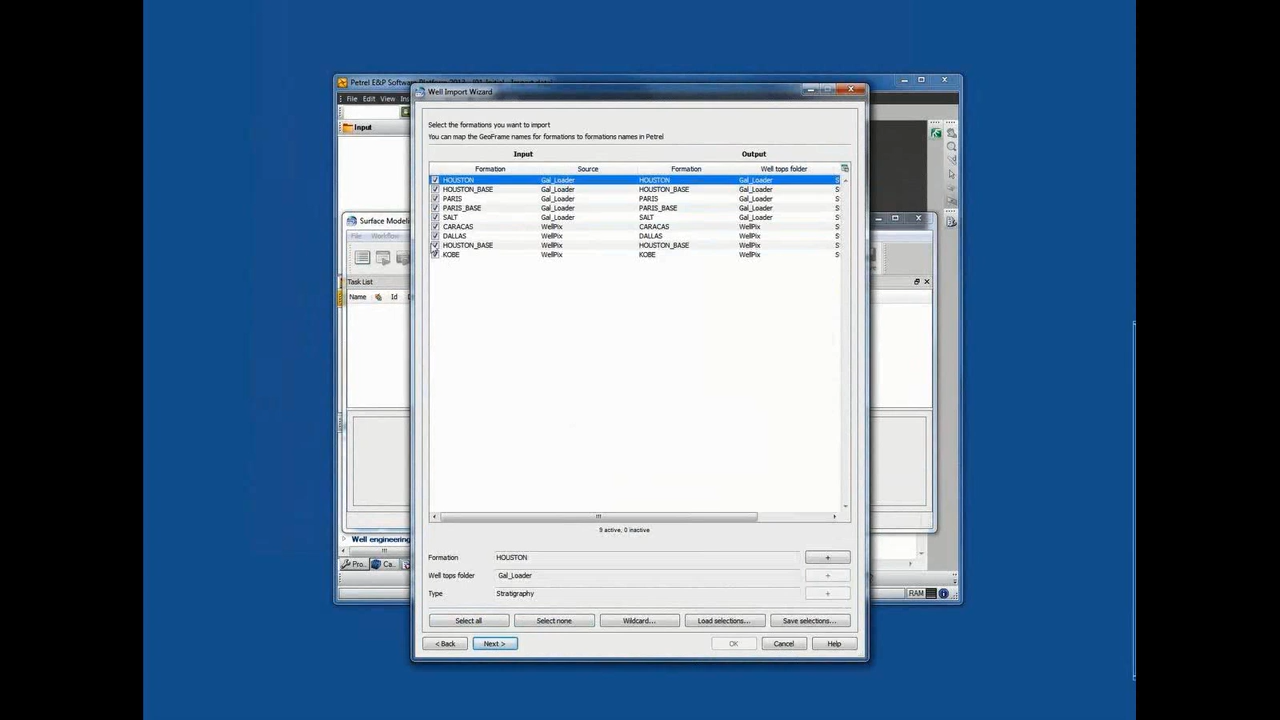 Petrel E&P Software Platform
Well Import Wizard
File Edit View
Input
Select the formations you want to import
You can map the GeoFrame names for formations to formations names in Petrel
Input Output
Formation Source Formation Well tops folder
HOUSTON Gal_Loader HOUSTON Gal_Loader S
HOUSTON_BASE Gal_Loader HOUSTON_BASE Gal_Loader S
PARIS Gal_Loader PARIS Gal_Loader S
PARIS_BASE Gal_Loader PARIS_BASE Gal_Loader S
SALT Gal_Loader SALT Gal_Loader S
CARACAS WellPix CARACAS WellPix S
DALLAS WellPix DALLAS WellPix S
HOUSTON_BASE WellPix HOUSTON_BASE WellPix S
KOBE WellPix KOBE WellPix S
Surface Modeli
File Workflow
Task List
Name Id
9 active, 0 inactive
Well engineering
Pro.. Ca..
Formation HOUSTON +
Well tops folder Gal_Loader +
Type Stratigraphy +
RAM
Select all Select none Wildcard... Load selections... Save selections...
< Back Next > OK Cancel Help